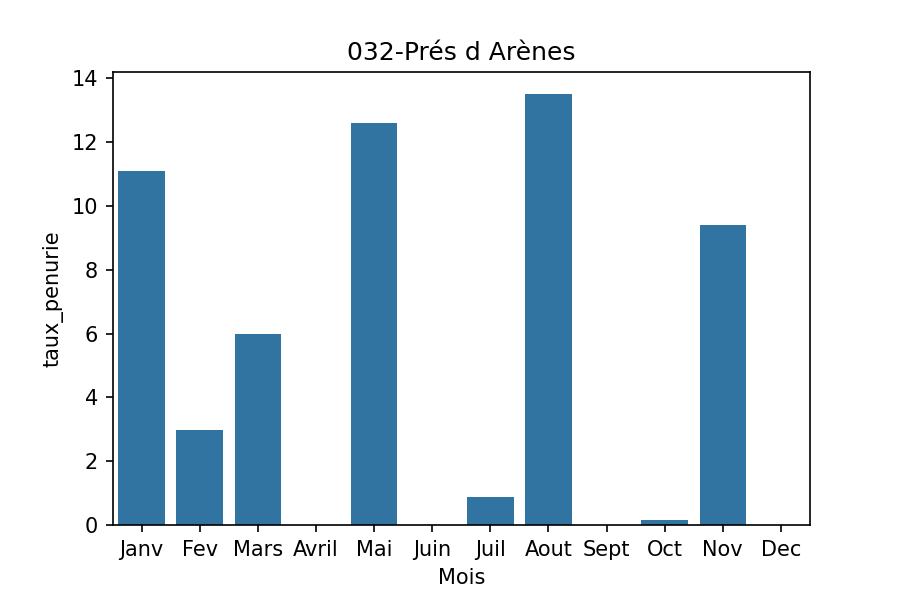 032-Prés d Arènes
taux_penurie
14
12
10
8
6
4
2
0
Janv Fev Mars Avril Mai Juin Juil Aout Sept Oct Nov Dec
Mois